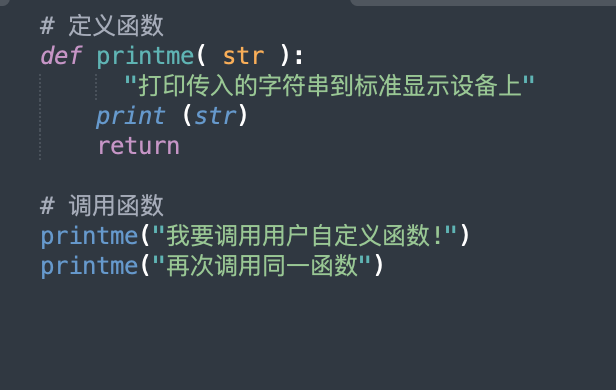 # 定义函数
def printme( str ):
      "打印传入的字符串到标准显示设备上"
    print (str)
    return

# 调用函数
printme("我要调用用户自定义函数!")
printme("再次调用同一函数")